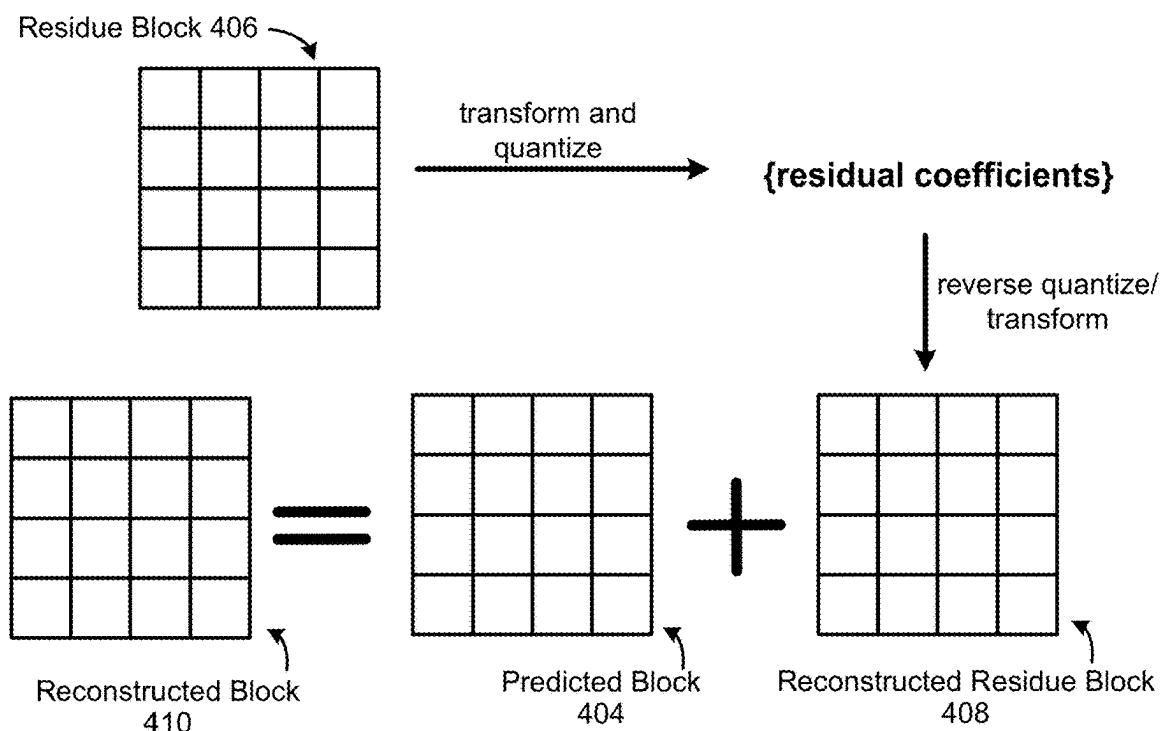 Residue Block 406
transform and
quantize
{residual coefficients}
reverse quantize/
transform
Reconstructed Block
410
Predicted Block
404
Reconstructed Residue Block
408